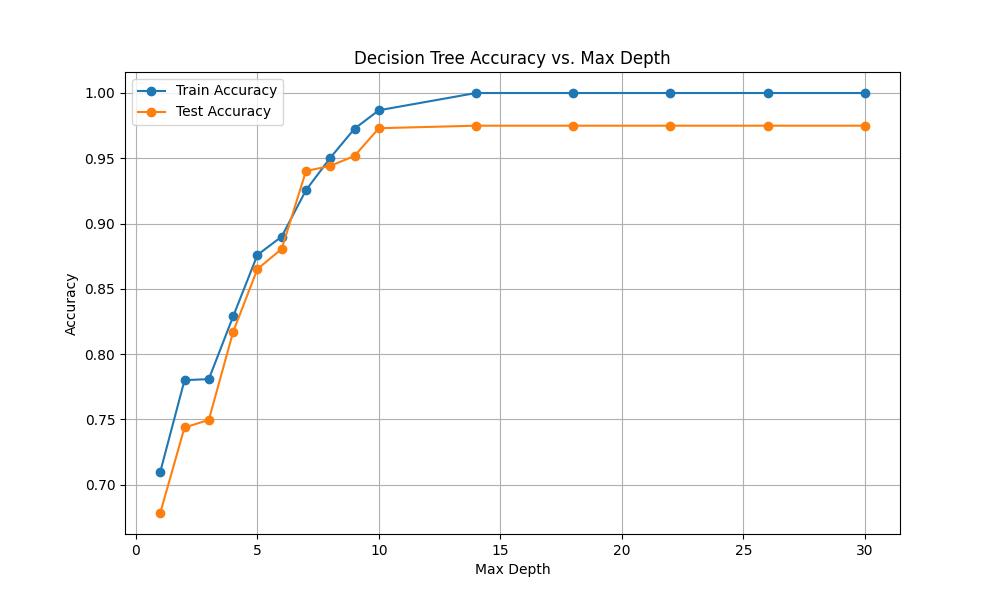 Decision Tree Accuracy vs. Max Depth
Train Accuracy
Test Accuracy
1.00
0.95
0.90
0.85
0.80
0.75
0.70
Accuracy
0 5 10 15 20 25 30
Max Depth